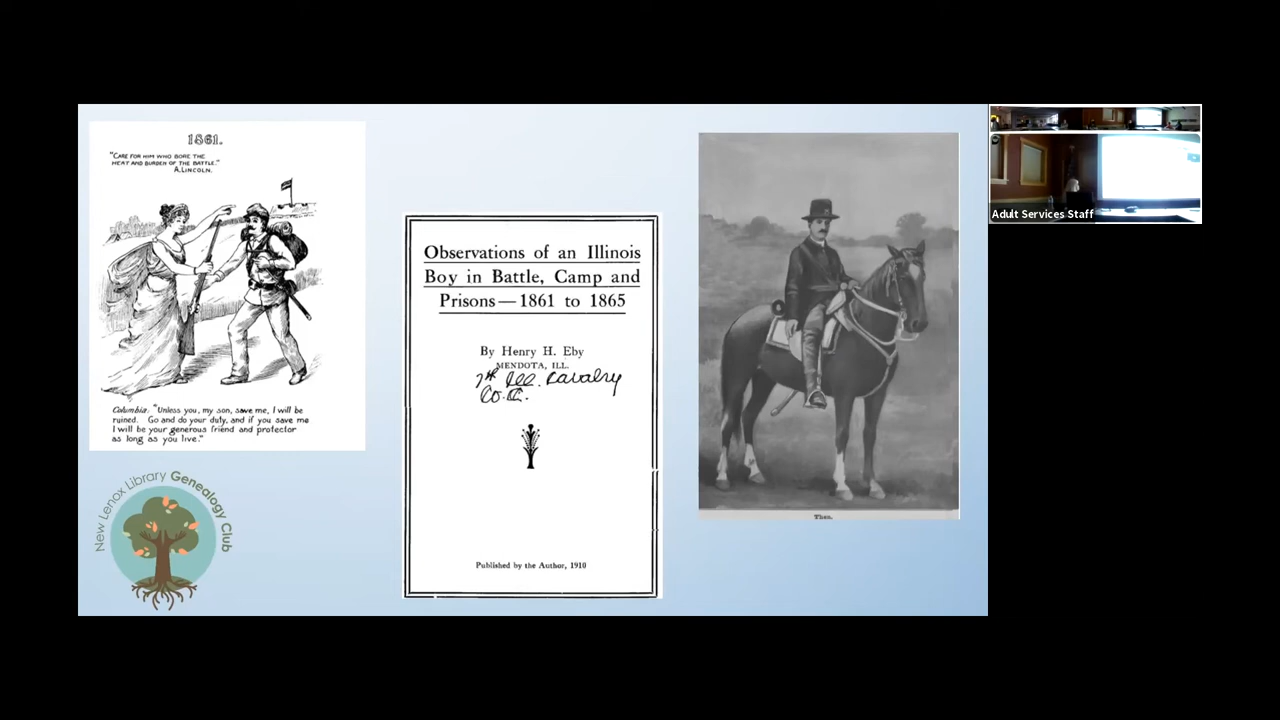 1861.
"CARE FOR HIM WHO BORE THE
HEAT AND BURDEN OF THE BATTLE."
A. LINCOLN.
Columbia: "Unless you, my son, save me, I will be
ruined. Go and do your duty, and if you save me
I will be your generous friend and protector
as long as you live."
New Lenox Library Genealogy Club
Observations of an Illinois
Boy in Battle, Camp and
Prisons—1861 to 1865
By Henry H. Eby
MENDOTA, ILL.
7th Ill. Cavalry
Co. C.
Published by the Author, 1910
Then.
Adult Services Staff